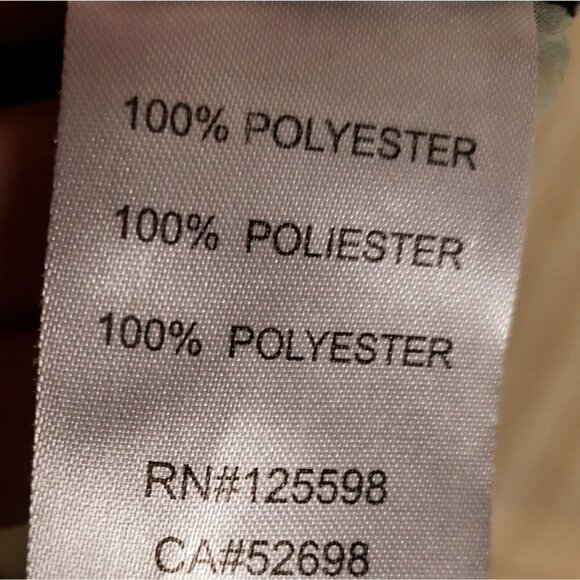 100% POLYESTER
100% POLIESTER
100% POLYESTER
RN#125598
CA#52698